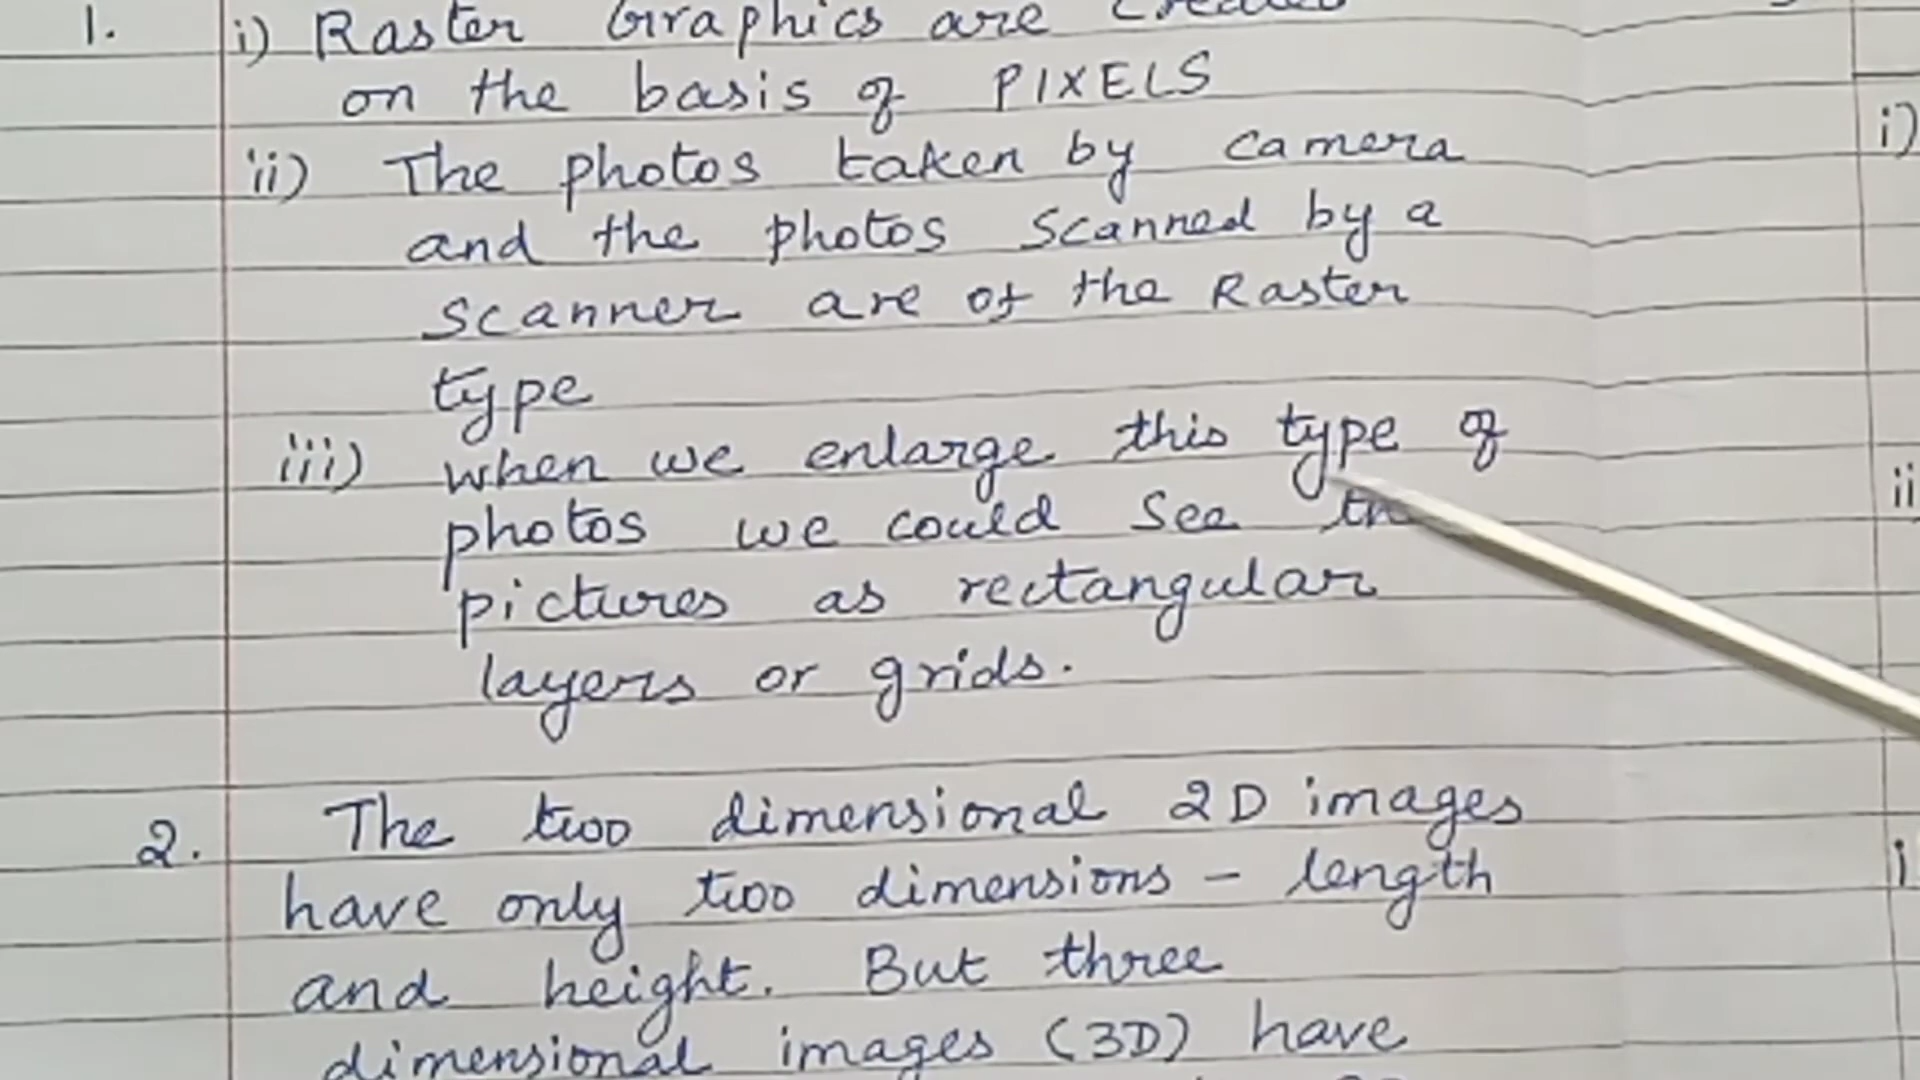 1. i) Raster Graphics are created
on the basis of PIXELS
ii) The photos taken by camera
and the photos scanned by a
scanner are of the Raster
type
iii) when we enlarge this type of
photos we could see the
pictures as rectangular
layers or grids.
2. The two dimensional 2D images
have only two dimensions - length
and height. But three
dimensional images (3D) have
i)
ii
i